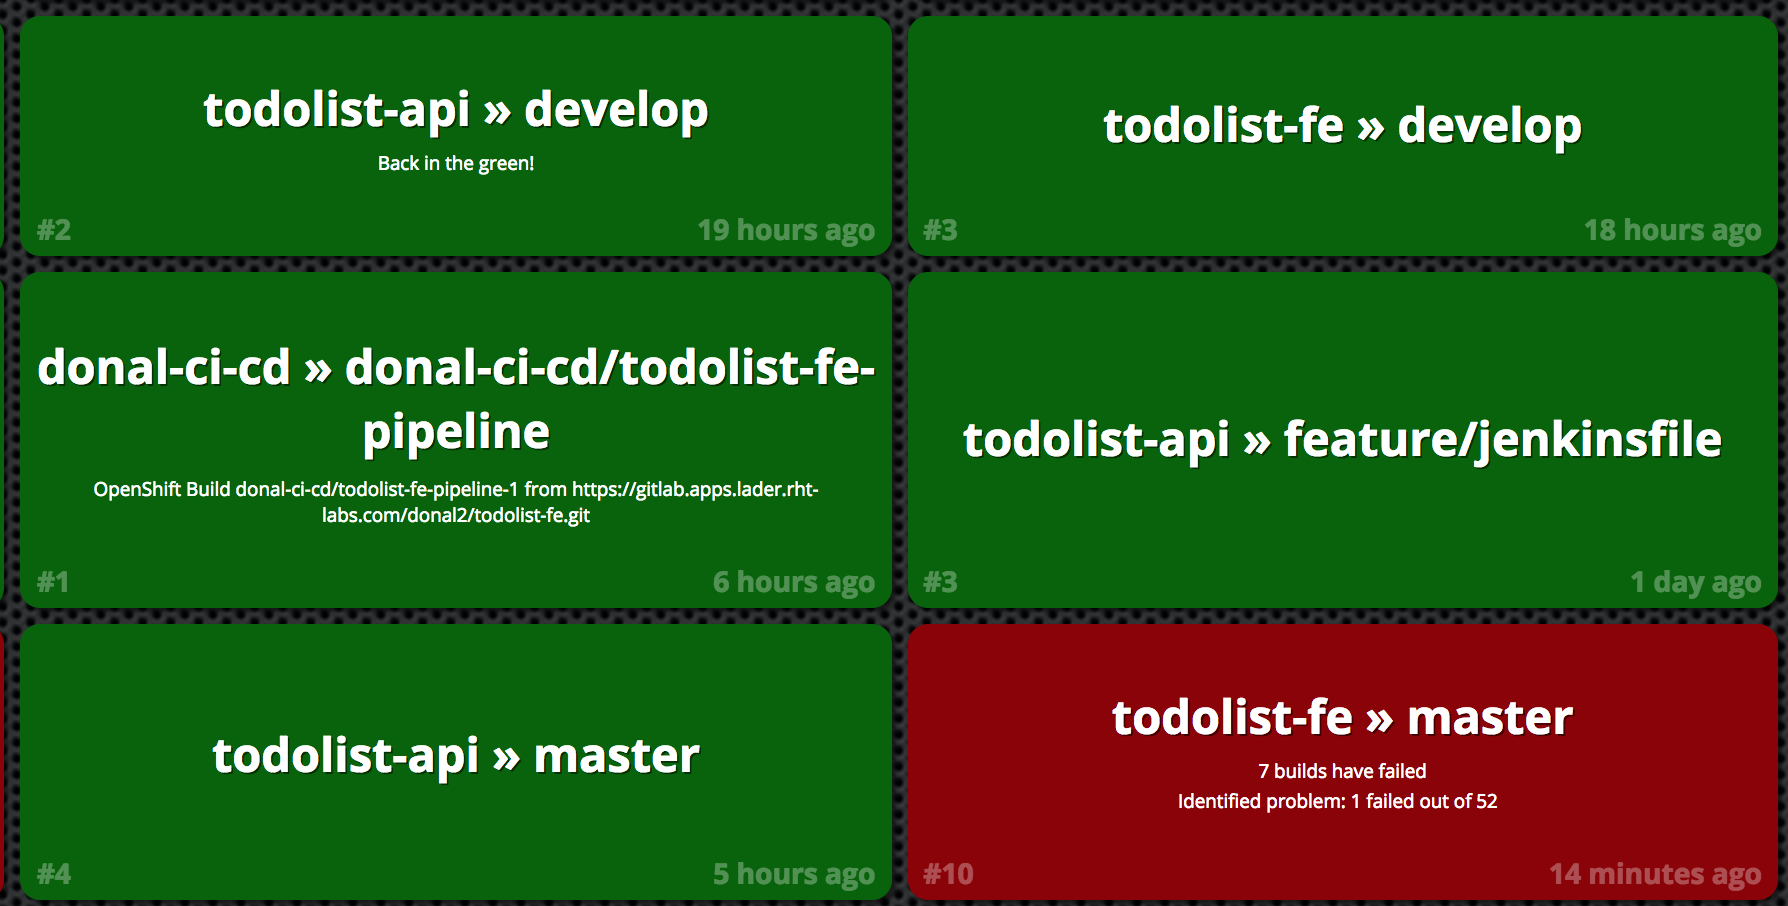 todolist-api » develop
Back in the green!
#2
19 hours ago
todolist-fe » develop
#3
18 hours ago
donal-ci-cd » donal-ci-cd/todolist-fe-
pipeline
OpenShift Build donal-ci-cd/todolist-fe-pipeline-1 from https://gitlab.apps.lader.rht-
labs.com/donal2/todolist-fe.git
#1
6 hours ago
todolist-api » feature/jenkinsfile
#3
1 day ago
todolist-api » master
#4
5 hours ago
todolist-fe » master
7 builds have failed
Identified problem: 1 failed out of 52
#10
14 minutes ago